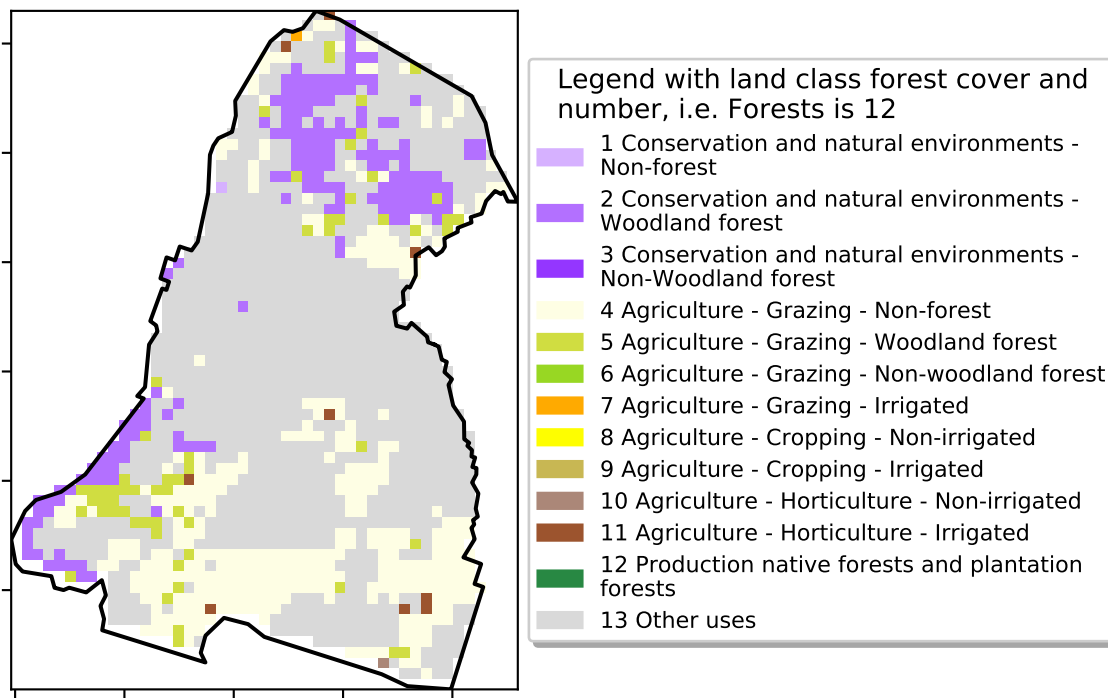 Legend with land class forest cover and
number, i.e. Forests is 12
1 Conservation and natural environments -
Non-forest
2 Conservation and natural environments -
Woodland forest
3 Conservation and natural environments -
Non-Woodland forest
4 Agriculture - Grazing - Non-forest
5 Agriculture - Grazing - Woodland forest
6 Agriculture - Grazing - Non-woodland forest
7 Agriculture - Grazing - Irrigated
8 Agriculture - Cropping - Non-irrigated
9 Agriculture - Cropping - Irrigated
10 Agriculture - Horticulture - Non-irrigated
11 Agriculture - Horticulture - Irrigated
12 Production native forests and plantation
forests
13 Other uses